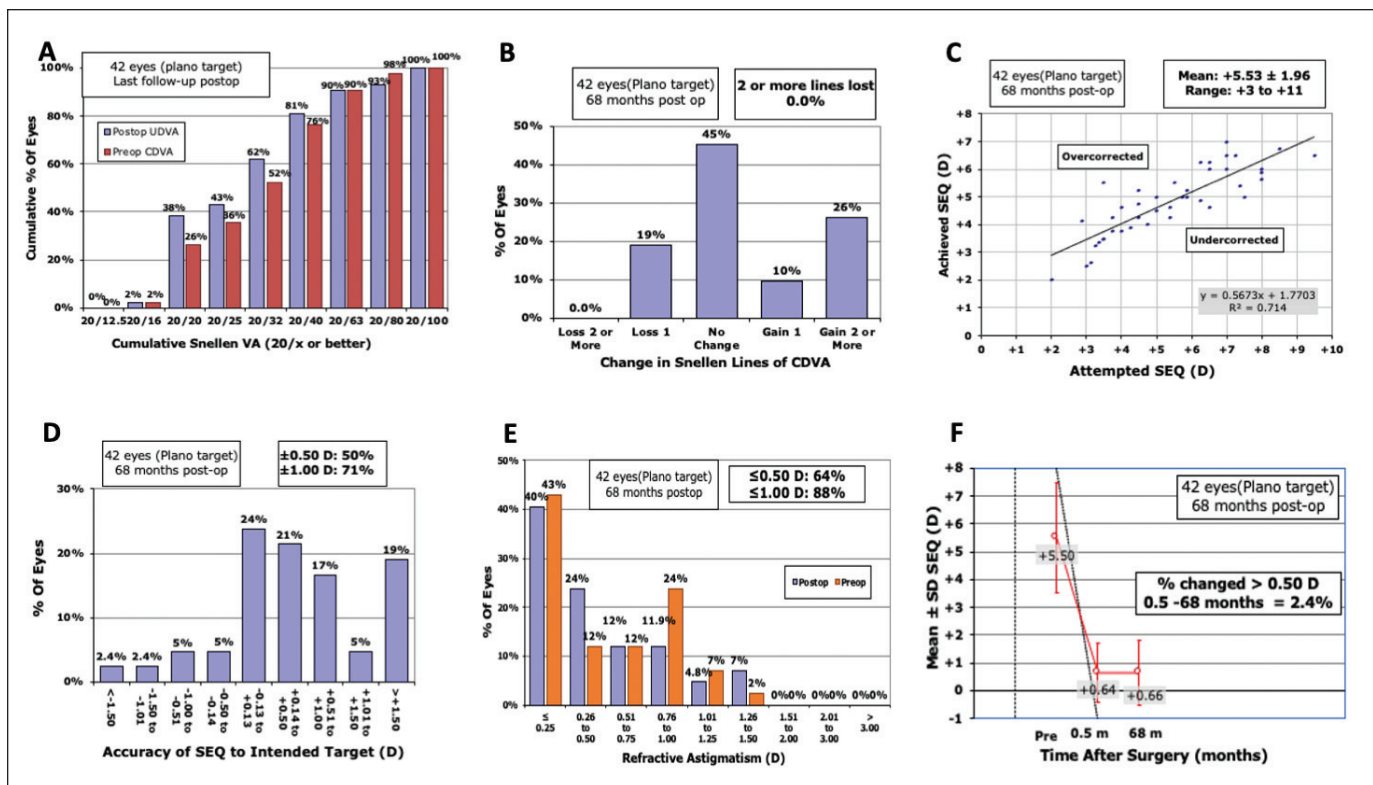 A
42 eyes (plano target)
Last follow-up postop
Postop UDVA
Preop CDVA
Cumulative % Of Eyes
100%
80%
60%
40%
20%
0%
0% 0%
2% 2%
38% 26%
43% 36%
62% 52%
81% 76%
90% 90%
93% 98%
100% 100%
20/12.5 20/16 20/20 20/25 20/32 20/40 20/63 20/80 20/100
Cumulative Snellen VA (20/x or better)
B
42 eyes(Plano target)
68 months post op
2 or more lines lost
0.0%
% Of Eyes
50%
40%
30%
20%
10%
0%
0.0%
19%
45%
10%
26%
Loss 2 or More
Loss 1
No Change
Gain 1
Gain 2 or More
Change in Snellen Lines of CDVA
C
42 eyes(Plano target)
68 months post-op
Mean: +5.53 ± 1.96
Range: +3 to +11
Achieved SEQ (D)
+8
+7
+6
+5
+4
+3
+2
+1
0
Overcorrected
Undercorrected
y = 0.5673x + 1.7703
R² = 0.714
0 +1 +2 +3 +4 +5 +6 +7 +8 +9 +10
Attempted SEQ (D)
D
42 eyes(Plano target)
68 months post-op
±0.50 D: 50%
±1.00 D: 71%
% Of Eyes
30%
20%
10%
0%
2.4%
2.4%
5%
5%
24%
21%
17%
5%
19%
<-1.50
-1.50 to -1.01
-1.00 to -0.51
-0.50 to -0.14
-0.13 to +0.13
+0.14 to +0.50
+0.51 to +1.00
+1.01 to +1.50
>+1.50
Accuracy of SEQ to Intended Target (D)
E
42 eyes(Plano target)
68 months postop
≤0.50 D: 64%
≤1.00 D: 88%
Postop
Preop
% Of Eyes
50%
40%
30%
20%
10%
0%
40% 43%
24% 12%
12% 12%
11.9% 24%
4.8% 7%
7% 2%
0%0%
0%0%
0%0%
≤ 0.25
0.26 to 0.50
0.51 to 0.75
0.76 to 1.00
1.01 to 1.25
1.26 to 1.50
1.51 to 2.00
2.01 to 3.00
> 3.00
Refractive Astigmatism (D)
F
42 eyes(Plano target)
68 months post-op
% changed > 0.50 D
0.5 -68 months = 2.4%
Mean ± SD SEQ (D)
+8
+7
+6
+5
+4
+3
+2
+1
0
-1
+5.50
+0.64
+0.66
Pre 0.5 m 68 m
Time After Surgery (months)